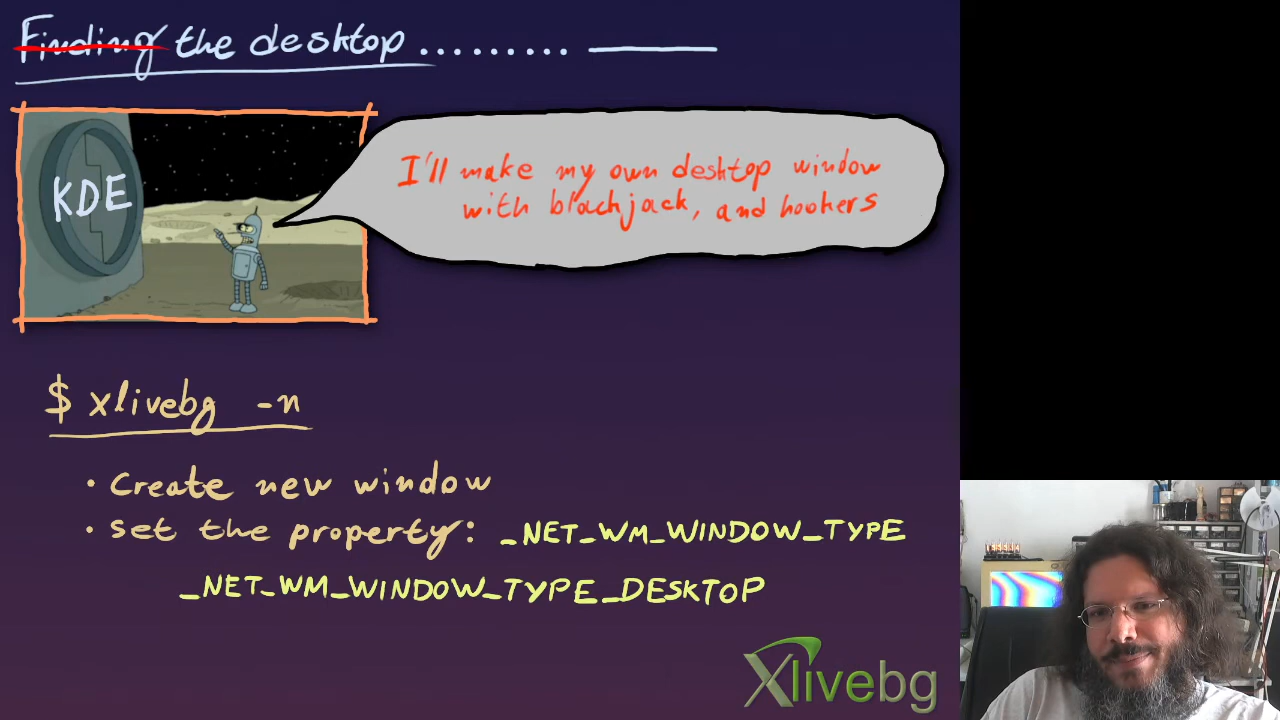 Finding the desktop ......... ____
KDE
I'll make my own desktop window
with blackjack, and hookers
$ xlivebg -n
• Create new window
• Set the property: _NET_WM_WINDOW_TYPE
_NET_WM_WINDOW_TYPE_DESKTOP
Xlivebg